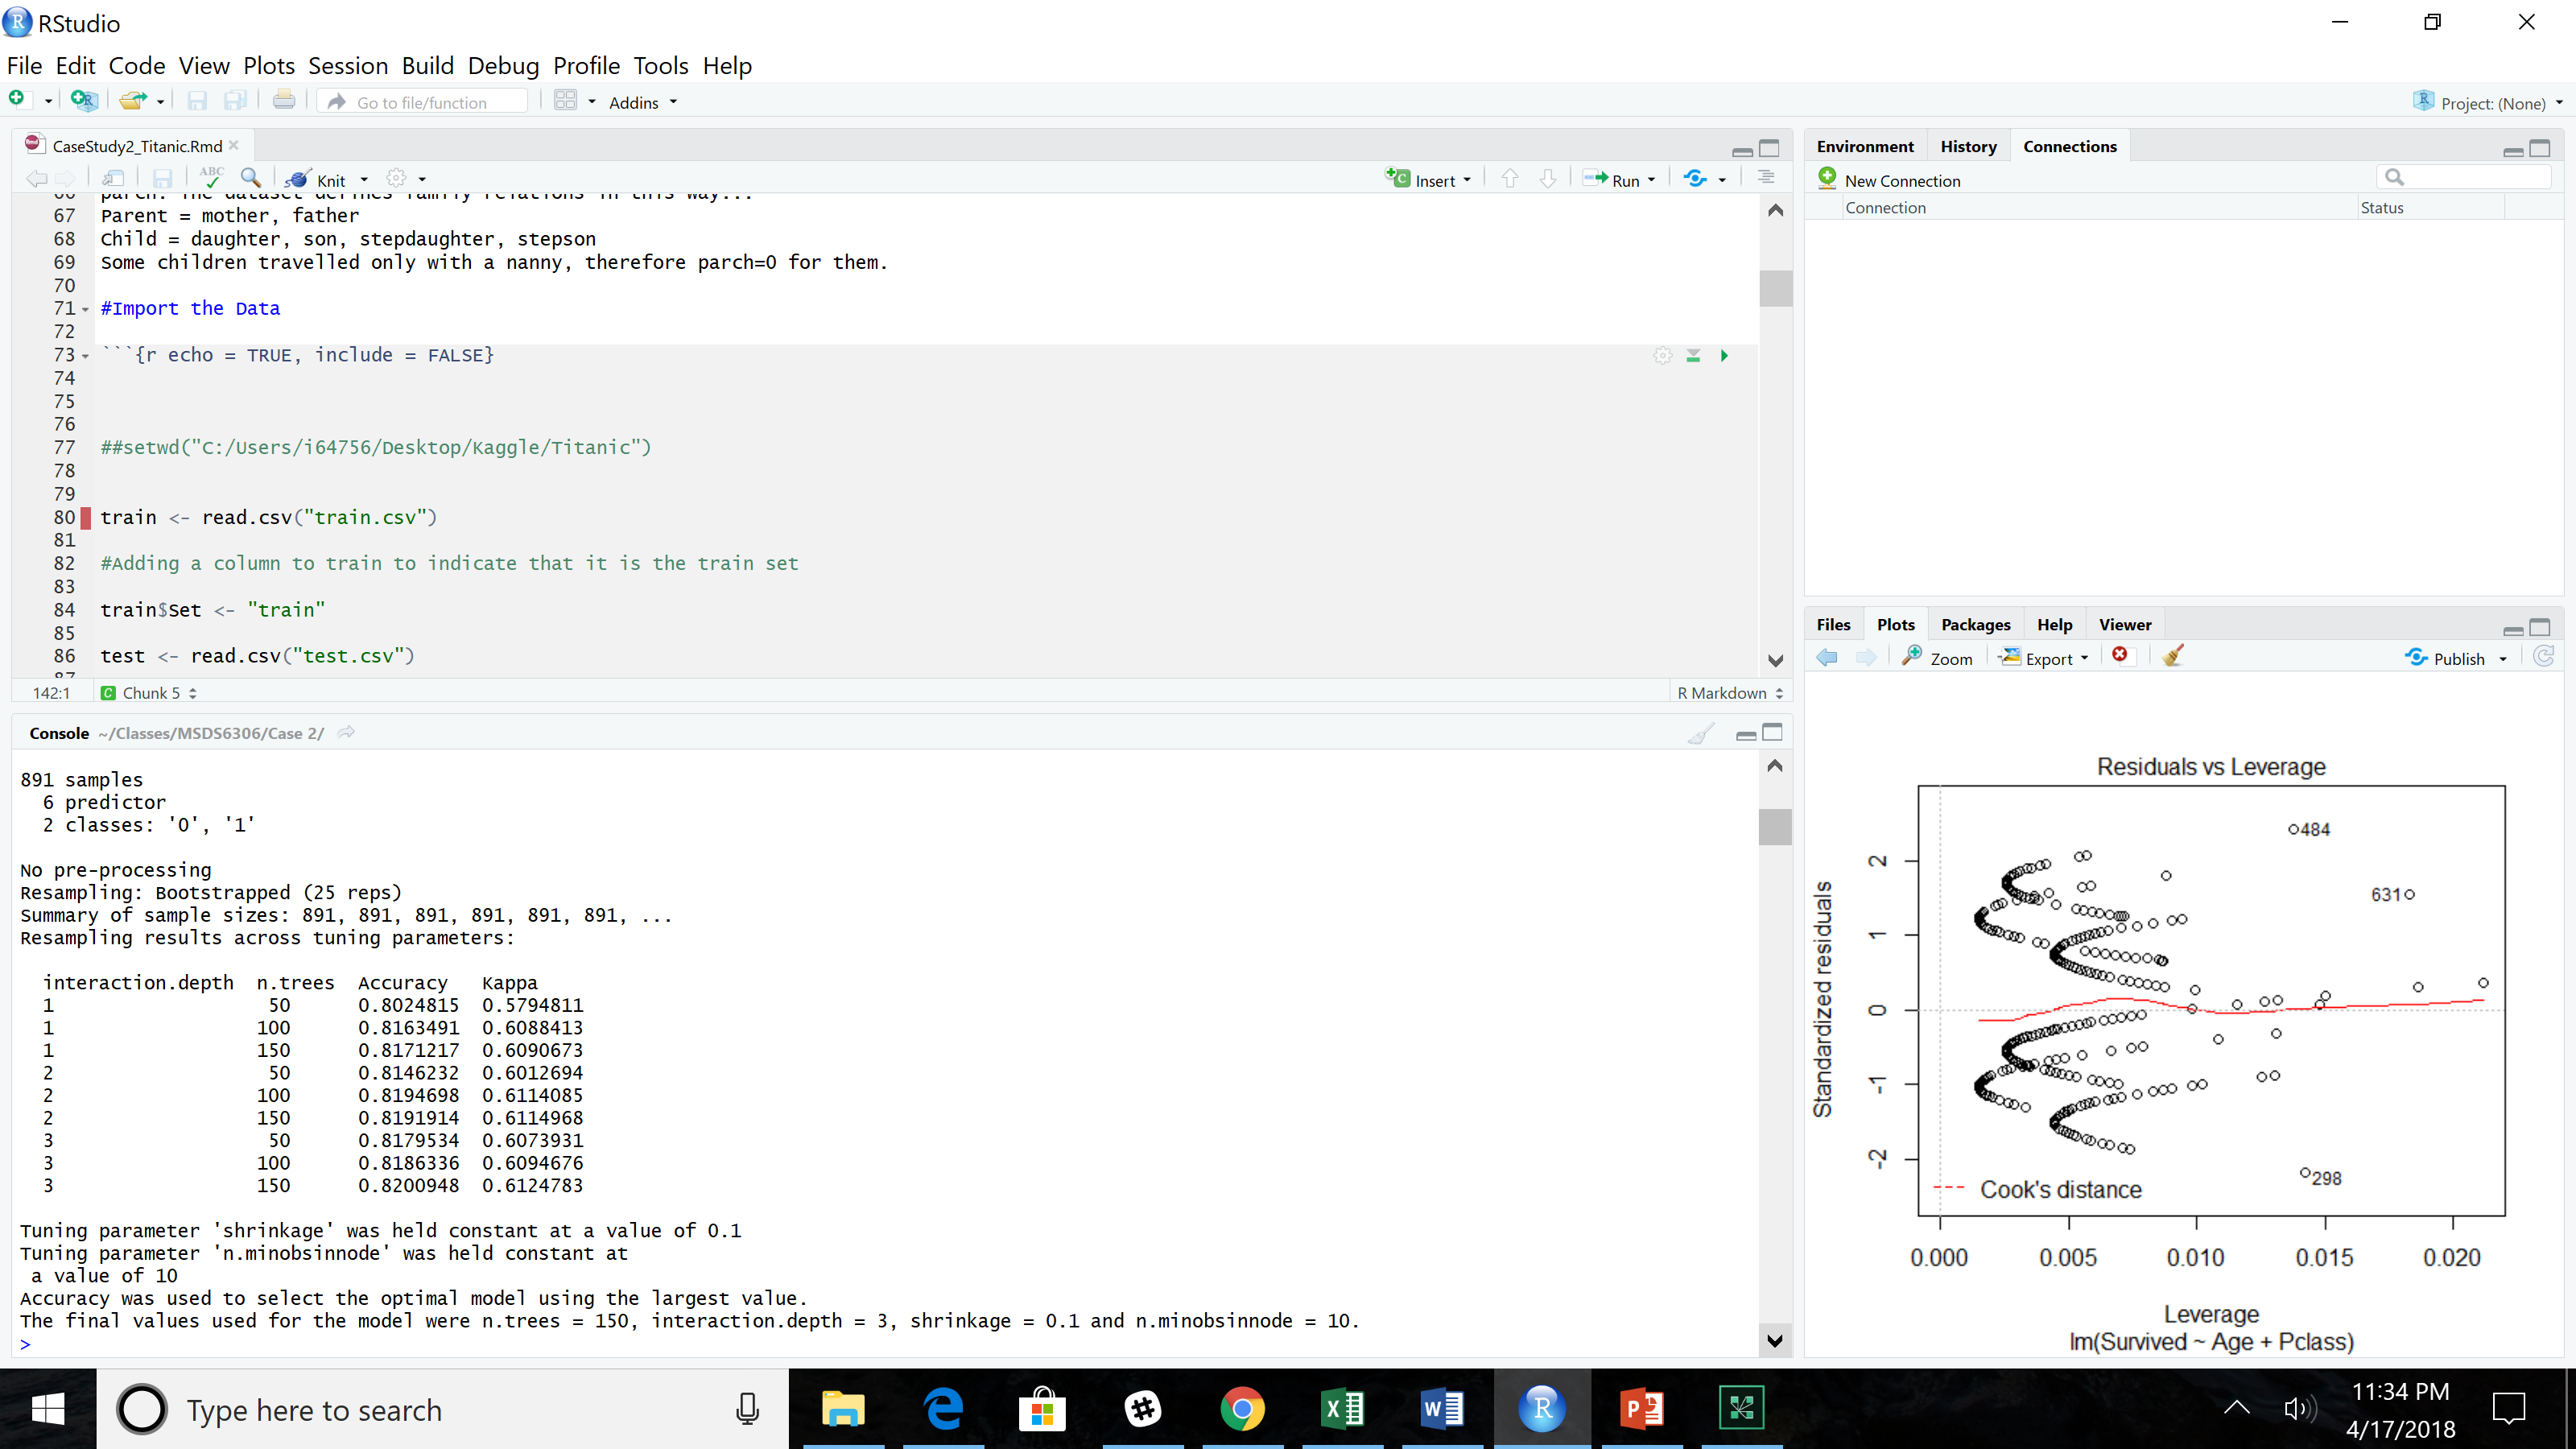 RStudio
File Edit Code View Plots Session Build Debug Profile Tools Help
Go to file/function
Addins
Project: (None)
CaseStudy2_Titanic.Rmd
ABC
Knit
Insert
Run
66 parch: The dataset defines family relations in this way...
67 Parent = mother, father
68 Child = daughter, son, stepdaughter, stepson
69 Some children travelled only with a nanny, therefore parch=0 for them.
70
71 #Import the Data
72
73 ```{r echo = TRUE, include = FALSE}
74
75
76
77 ##setwd("C:/Users/i64756/Desktop/Kaggle/Titanic")
78
79
80 train <- read.csv("train.csv")
81
82 #Adding a column to train to indicate that it is the train set
83
84 train$Set <- "train"
85
86 test <- read.csv("test.csv")
87
142:1 Chunk 5 R Markdown
Console ~/Classes/MSDS6306/Case 2/
891 samples
6 predictor
2 classes: '0', '1'
No pre-processing
Resampling: Bootstrapped (25 reps)
Summary of sample sizes: 891, 891, 891, 891, 891, 891, ...
Resampling results across tuning parameters:
interaction.depth n.trees Accuracy Kappa
1 50 0.8024815 0.5794811
1 100 0.8163491 0.6088413
1 150 0.8171217 0.6090673
2 50 0.8146232 0.6012694
2 100 0.8194698 0.6114085
2 150 0.8191914 0.6114968
3 50 0.8179534 0.6073931
3 100 0.8186336 0.6094676
3 150 0.8200948 0.6124783
Tuning parameter 'shrinkage' was held constant at a value of 0.1
Tuning parameter 'n.minobsinnode' was held constant at
a value of 10
Accuracy was used to select the optimal model using the largest value.
The final values used for the model were n.trees = 150, interaction.depth = 3, shrinkage = 0.1 and n.minobsinnode = 10.
>
Environment History Connections
New Connection
Connection Status
Files Plots Packages Help Viewer
Zoom Export Publish
Residuals vs Leverage
484
631
298
2
1
0
-1
-2
Standardized residuals
Cook's distance
0.000 0.005 0.010 0.015 0.020
Leverage
lm(Survived ~ Age + Pclass)
Type here to search
11:34 PM
4/17/2018